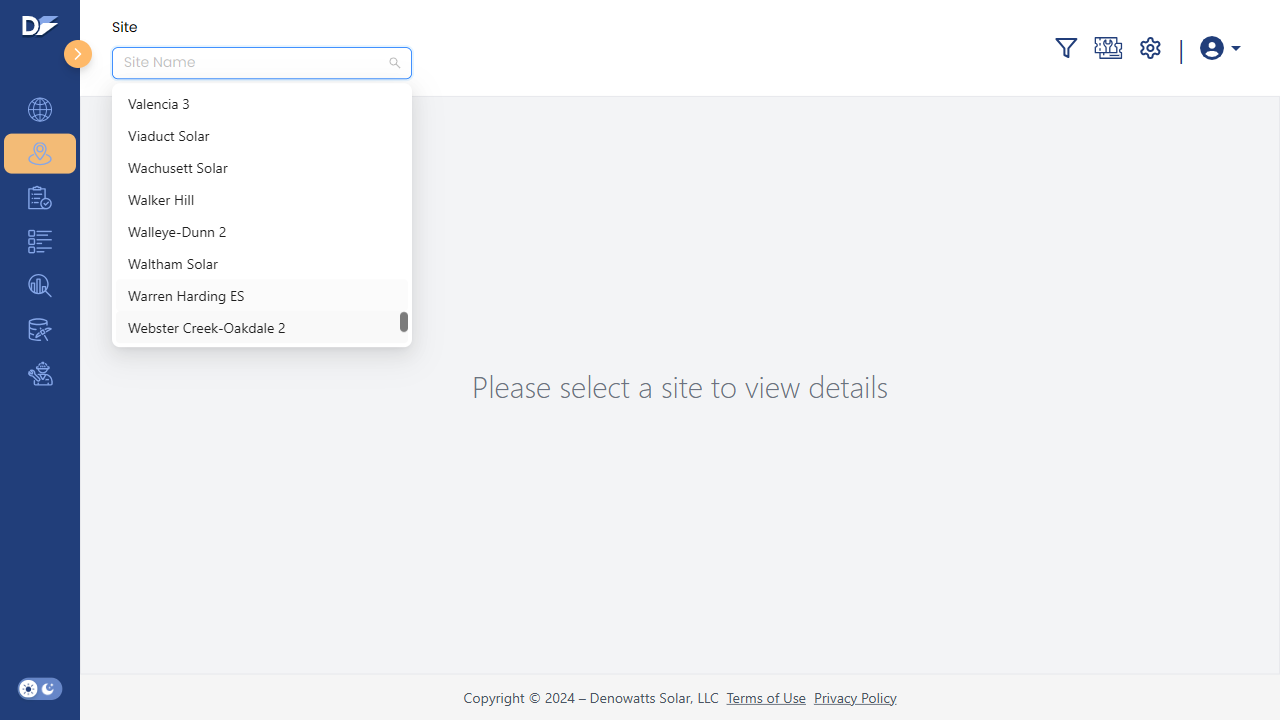 Site
Site Name
Valencia 3
Viaduct Solar
Wachusett Solar
Walker Hill
Walleye-Dunn 2
Waltham Solar
Warren Harding ES
Webster Creek-Oakdale 2
Please select a site to view details
Copyright © 2024 – Denowatts Solar, LLC Terms of Use Privacy Policy